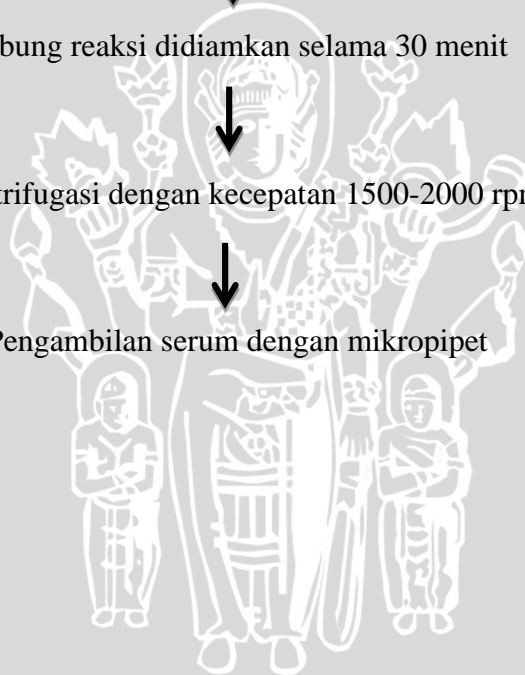 bung reaksi didiamkan selama 30 menit
trifugasi dengan kecepatan 1500-2000 rp
Pengambilan serum dengan mikropipet